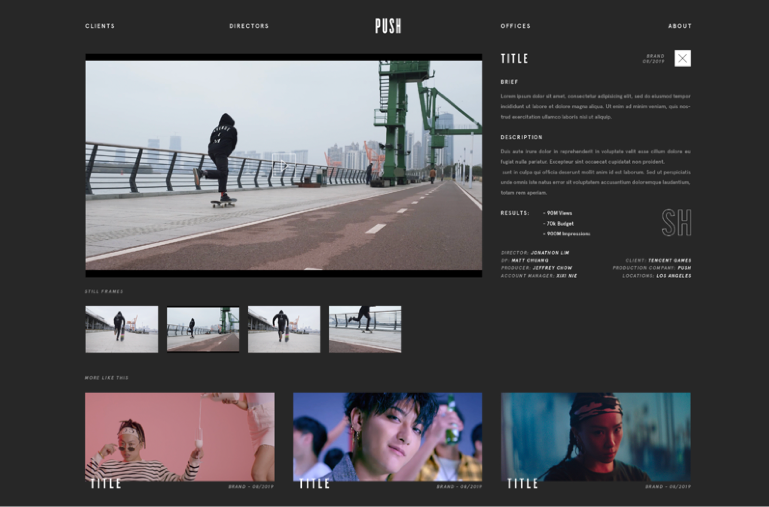 CLIENTS
DIRECTORS
PUSH
OFFICES
ABOUT
TITLE
BRAND
08/2019
BRIEF
Lorem ipsum dolor sit amet, consectetur adipisicing elit, sed do eiusmod tempor
incididunt ut labore et dolore magna aliqua. Ut enim ad minim veniam, quis nos-
trud exercitation ullamco laboris nisi ut aliquip.
DESCRIPTION
Duis aute irure dolor in reprehenderit in voluptate velit esse cillum dolore eu
fugiat nulla pariatur. Excepteur sint occaecat cupidatat non proident,
sunt in culpa qui officia deserunt mollit anim id est laborum. Sed ut perspiciatis
unde omnis iste natus error sit voluptatem accusantium doloremque laudantium,
totam rem aperiam.
RESULTS:
- 90M Views
- 70k Budget
- 900M Impressions
SH
DIRECTOR: JONATHON LIM
DP: MATT CHUANG
PRODUCER: JEFFREY CHOW
ACCOUNT MANAGER: XIXI NIE
CLIENT: TENCENT GAMES
PRODUCTION COMPANY: PUSH
LOCATIONS: LOS ANGELES
STILL FRAMES
MORE LIKE THIS
TITLE
BRAND - 08/2019
TITLE
BRAND - 08/2019
TITLE
BRAND - 08/2019